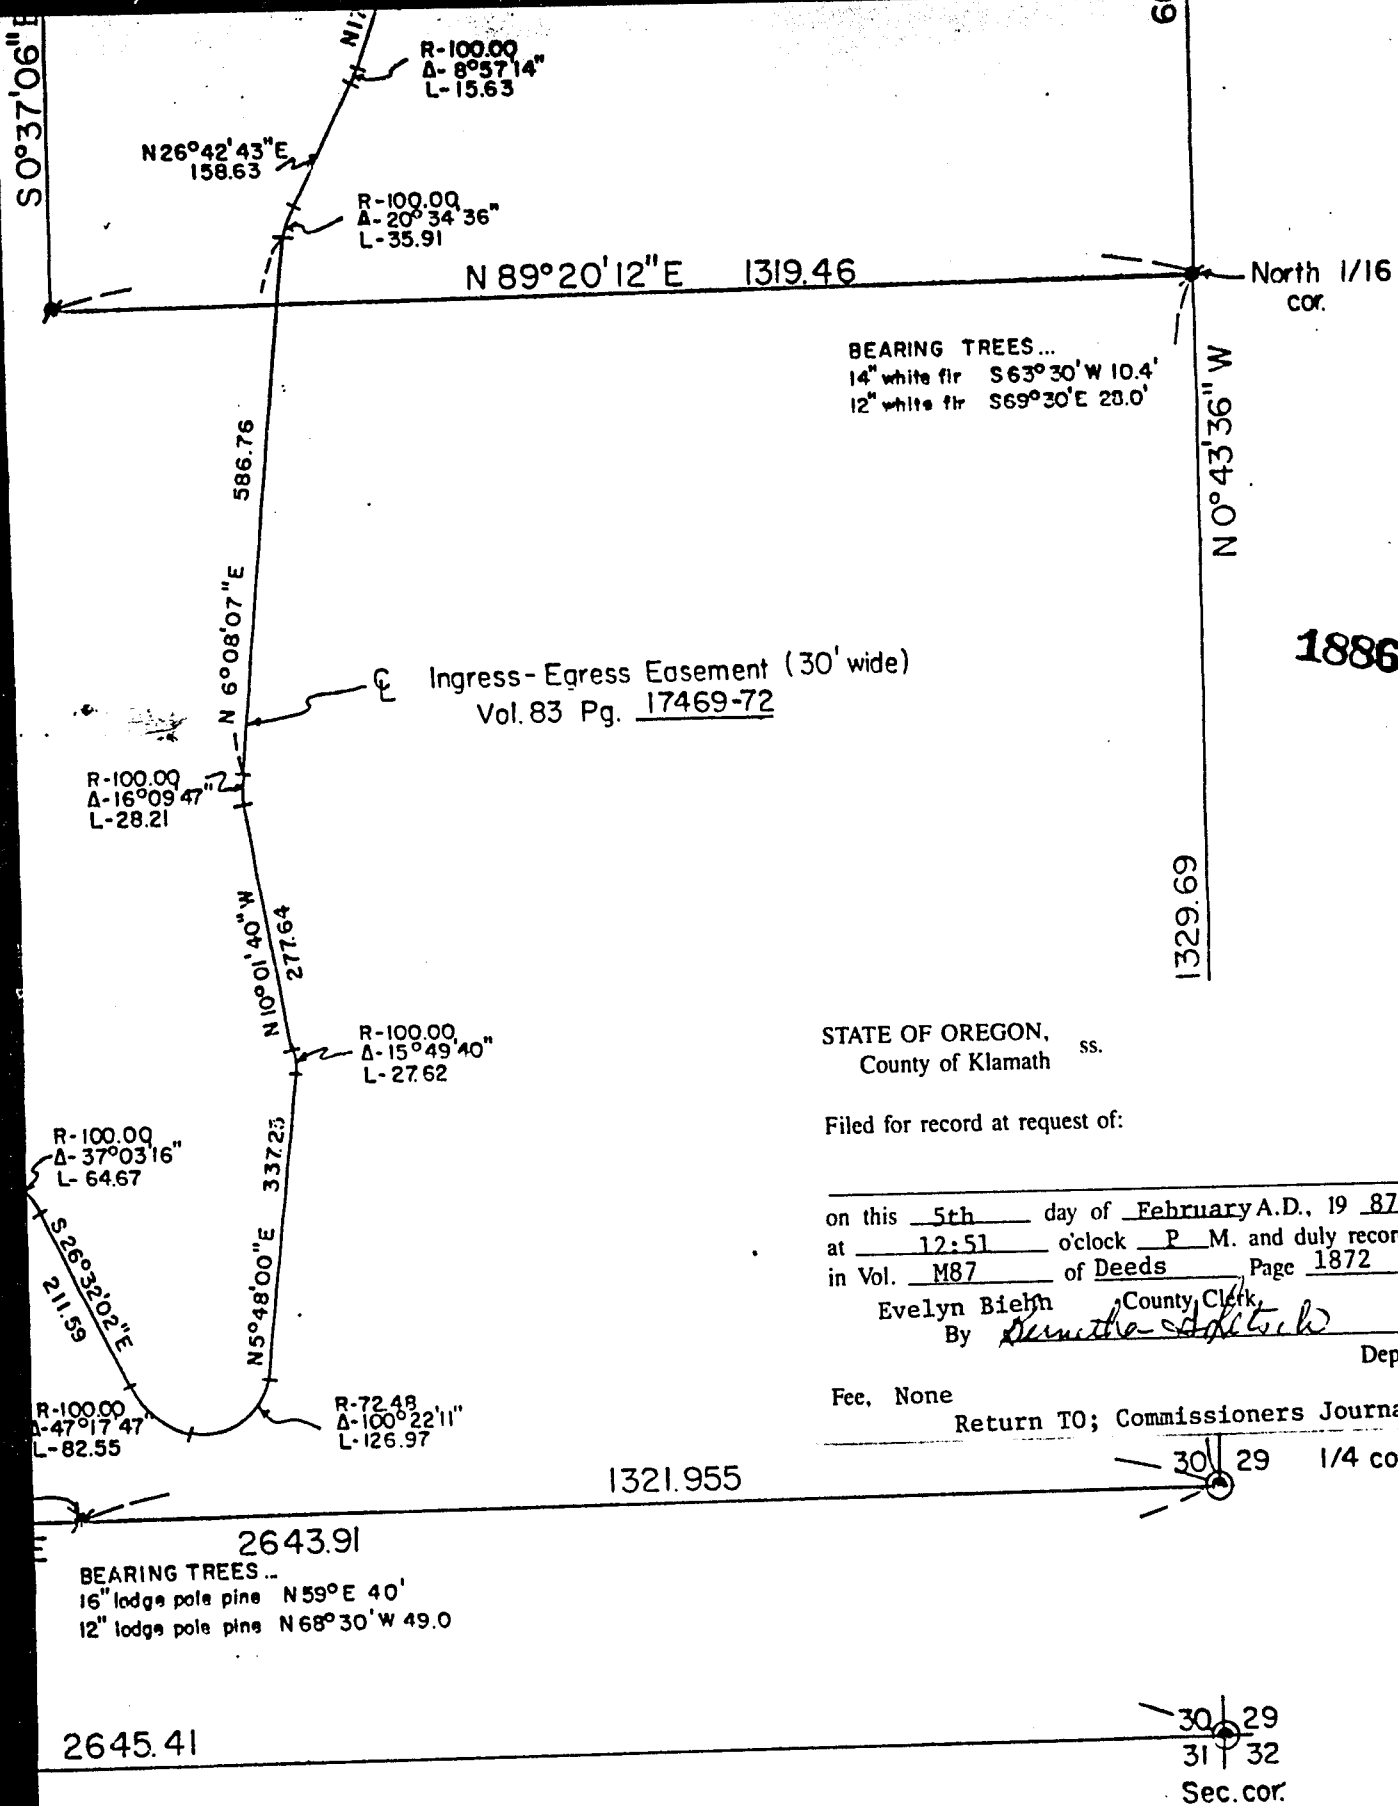 S 0°37'06" E
N17
R-100.00
Δ-8°57'14"
L-15.63
N26°42'43"E
158.63
R-100.00
Δ-20°34'36"
L-35.91
N 89°20'12"E 1319.46
North 1/16
cor.
BEARING TREES...
14" white fir S63°30'W 10.4'
12" white fir S69°30'E 28.0'
N 0°43'36" W
1329.69
586.76
N 6°08'07"E
1886
℄ Ingress-Egress Easement (30' wide)
Vol. 83 Pg. 17469-72
R-100.00
Δ-16°09'47"
L-28.21
N10°01'40"W
277.64
R-100.00
Δ-15°49'40"
L-27.62
STATE OF OREGON, ss.
County of Klamath
Filed for record at request of:
R-100.00
Δ-37°03'16"
L-64.67
337.25
N5°48'00"E
S 26°32'02"E
211.59
on this 5th day of February A.D., 19 87
at 12:51 o'clock P M. and duly recor
in Vol. M87 of Deeds Page 1872
Evelyn Biehn County Clerk
By
Dep
Fee, None
Return TO; Commissioners Journa
R-100.00
Δ-47°17'47"
L-82.55
R-72.48
Δ-100°22'11"
L-126.97
30 29 1/4 co
1321.955
2643.91
E
BEARING TREES...
16" lodge pole pine N59°E 40'
12" lodge pole pine N68°30'W 49.0
2645.41
30 29
31 32
Sec. cor.